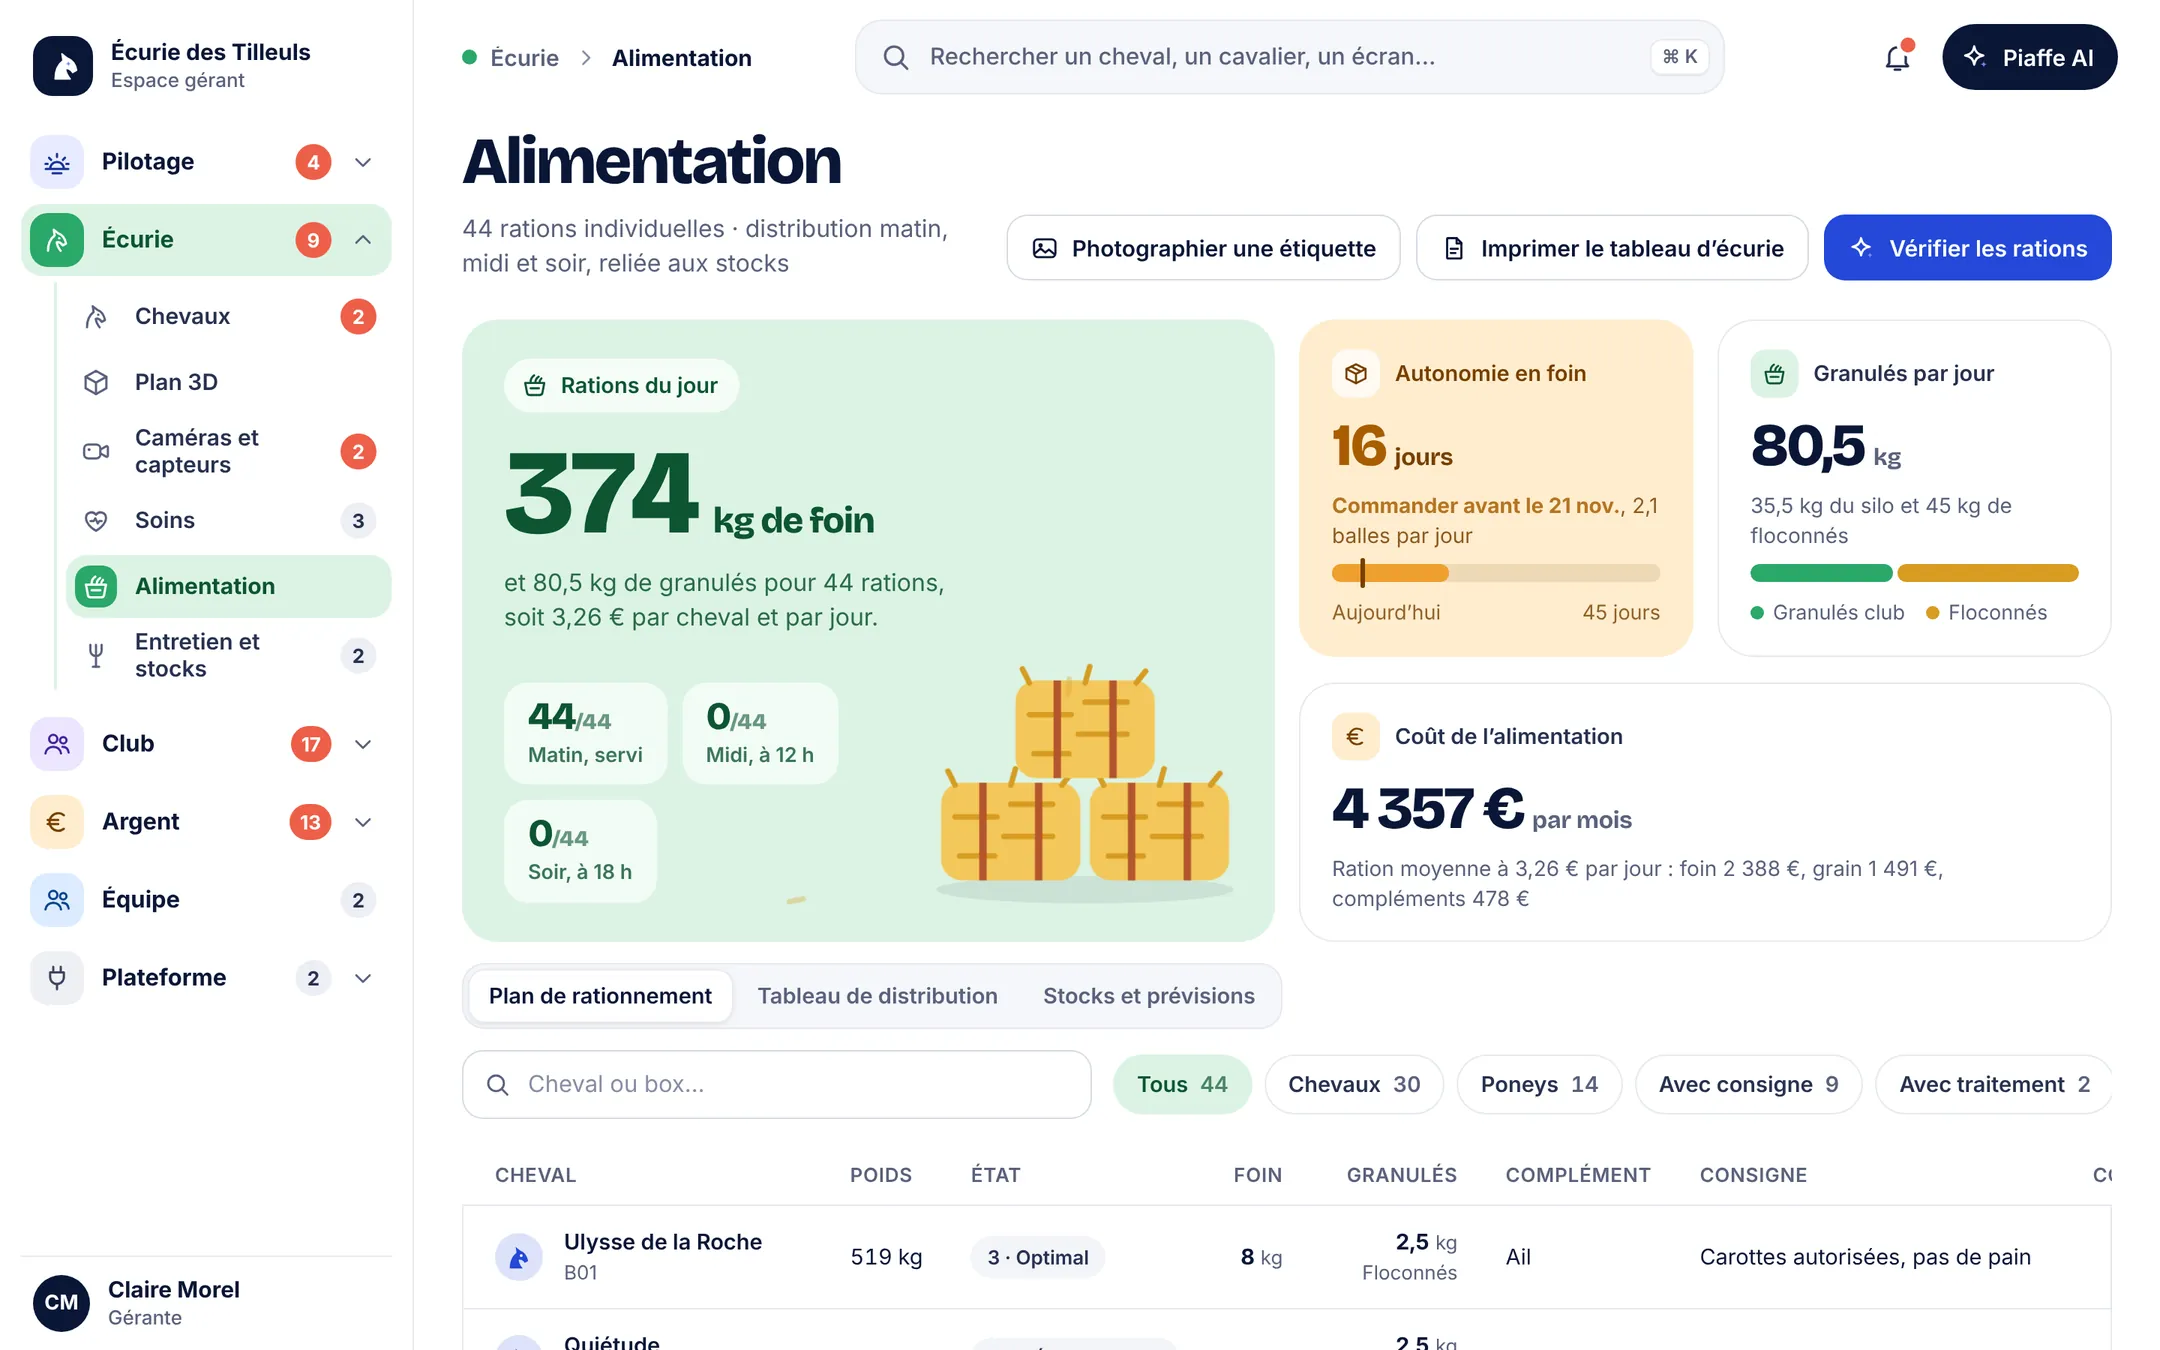 Écurie des Tilleuls
Espace gérant
Pilotage 4
Écurie 9
Chevaux 2
Plan 3D
Caméras et
capteurs 2
Soins 3
Alimentation
Entretien et
stocks 2
Club 17
Argent 13
Équipe 2
Plateforme 2
CM
Claire Morel
Gérante
Écurie > Alimentation
Rechercher un cheval, un cavalier, un écran...
⌘ K
Piaffe AI
Alimentation
44 rations individuelles · distribution matin,
midi et soir, reliée aux stocks
Photographier une étiquette
Imprimer le tableau d’écurie
Vérifier les rations
Rations du jour
374 kg de foin
et 80,5 kg de granulés pour 44 rations,
soit 3,26 € par cheval et par jour.
44/44
Matin, servi
0/44
Midi, à 12 h
0/44
Soir, à 18 h
Autonomie en foin
16 jours
Commander avant le 21 nov., 2,1
balles par jour
Aujourd’hui 45 jours
Granulés par jour
80,5 kg
35,5 kg du silo et 45 kg de
floconnés
Granulés club Floconnés
€
Coût de l’alimentation
4 357 € par mois
Ration moyenne à 3,26 € par jour : foin 2 388 €, grain 1 491 €,
compléments 478 €
Plan de rationnement Tableau de distribution Stocks et prévisions
Cheval ou box...
Tous 44 Chevaux 30 Poneys 14 Avec consigne 9 Avec traitement 2
CHEVAL POIDS ÉTAT FOIN GRANULÉS COMPLÉMENT CONSIGNE
Ulysse de la Roche
B01
519 kg
3 · Optimal
8 kg
2,5 kg
Floconnés
Ail
Carottes autorisées, pas de pain
Quiétude
2,5 kg